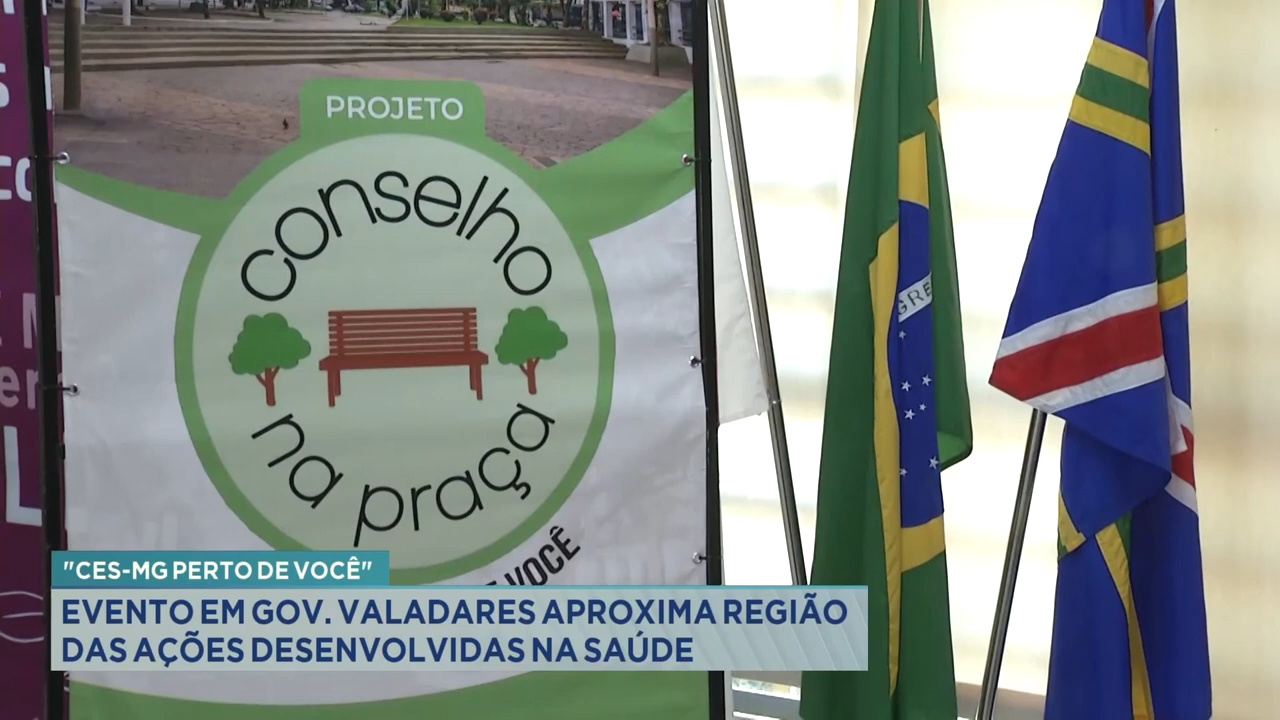 PROJETO
conselho
na praça
VOCÊ
"CES-MG PERTO DE VOCÊ"
EVENTO EM GOV. VALADARES APROXIMA REGIÃO
DAS AÇÕES DESENVOLVIDAS NA SAÚDE